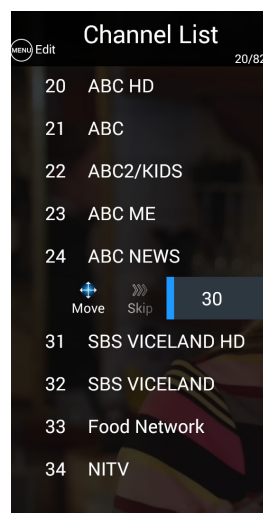 Channel List
MENU Edit
20/82
20 ABC HD
21 ABC
22 ABC2/KIDS
23 ABC ME
24 ABC NEWS
Move Skip 30
31 SBS VICELAND HD
32 SBS VICELAND
33 Food Network
34 NITV